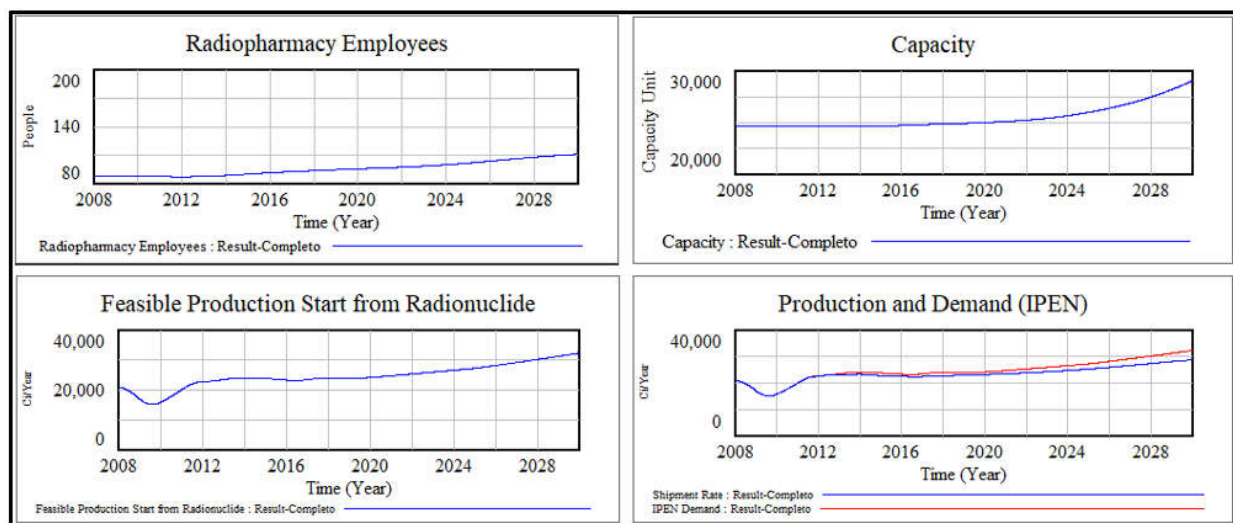 Radiopharmacy Employees
200
140
80
People
2008 2012 2016 2020 2024 2028
Time (Year)
Radiopharmacy Employees : Result-Completo
Capacity
30,000
20,000
Capacity Unit
2008 2012 2016 2020 2024 2028
Time (Year)
Capacity : Result-Completo
Feasible Production Start from Radionuclide
40,000
20,000
0
Ci/Year
2008 2012 2016 2020 2024 2028
Time (Year)
Feasible Production Start from Radionuclide : Result-Completo
Production and Demand (IPEN)
40,000
20,000
0
Ci/Year
2008 2012 2016 2020 2024 2028
Time (Year)
Shipment Rate : Result-Completo
IPEN Demand : Result-Completo